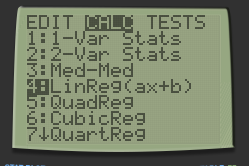 EDIT CALC TESTS
1:1-Var Stats
2:2-Var Stats
3:Med-Med
4:LinReg(ax+b)
5:QuadReg
6:CubicReg
7↓QuartReg